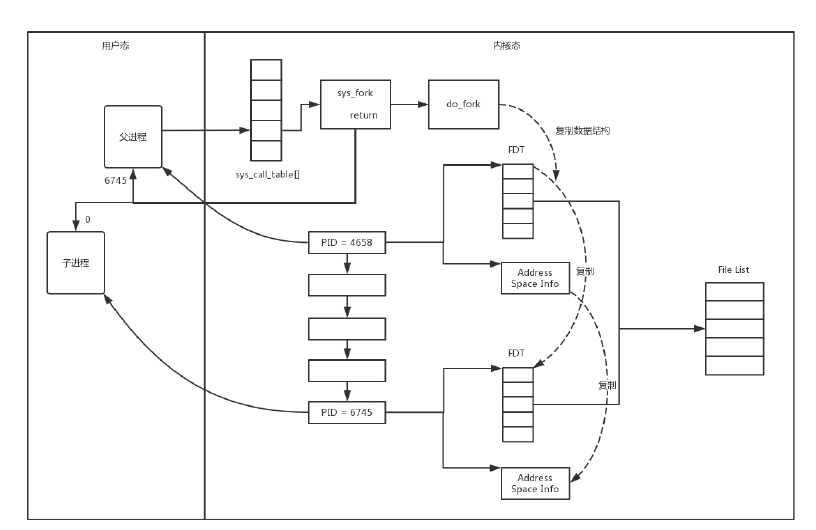 用户态
内核态
sys_fork
return
do_fork
复制数据结构
父进程
FDT
sys_call_table[]
6745
0
子进程
PID = 4658
Address
Space Info
复制
File List
FDT
复制
PID = 6745
Address
Space Info